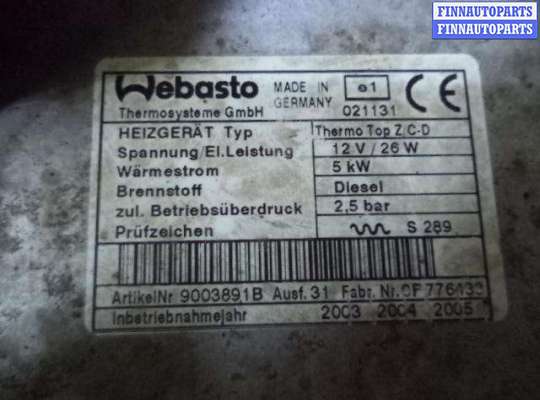 FINNAUTOPARTS
FINNAUTOPARTS
Webasto
Thermosysteme GmbH
MADE IN
GERMANY
e1
021131
CE
HEIZGERÄT Typ Thermo Top Z/C-D
Spannung/El.Leistung 12 V / 26 W
Wärmestrom 5 kW
Brennstoff Diesel
zul. Betriebsüberdruck 2,5 bar
Prüfzeichen S 289
ArtikelNr 9003891B Ausf. 31 Fabr. Nr.
Inbetriebnahmejahr 2003 2004 2005